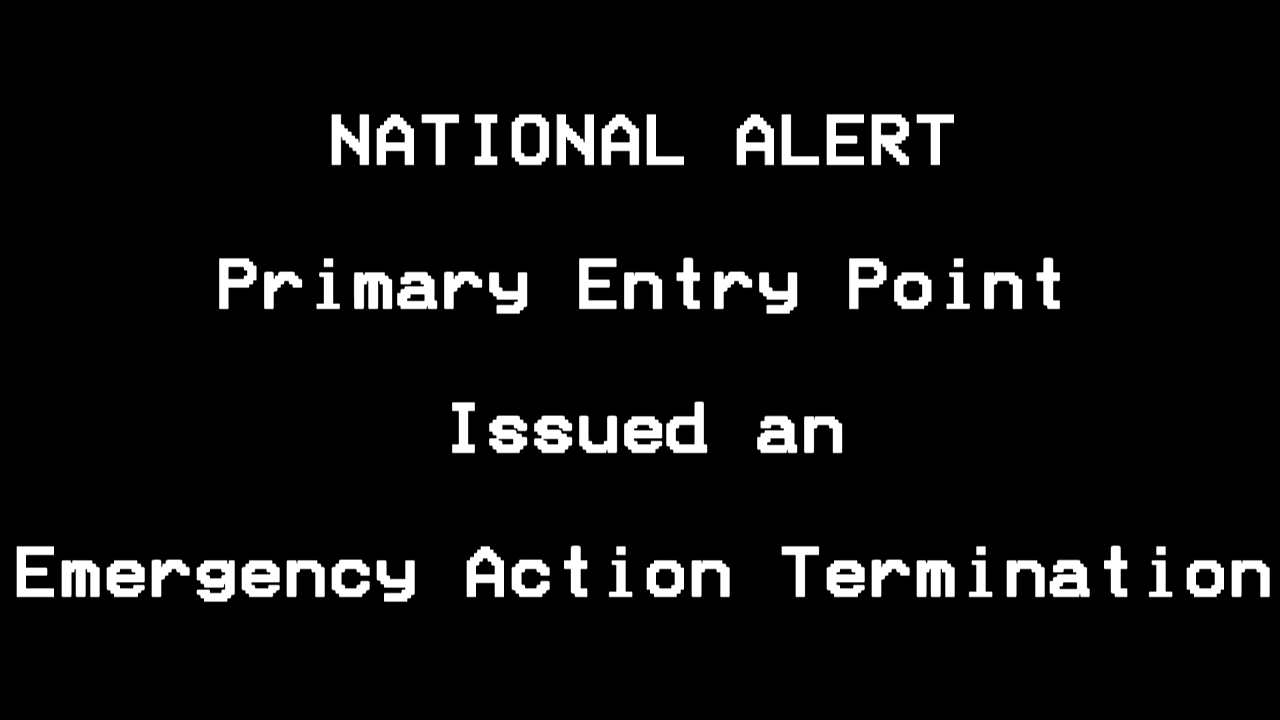 NATIONAL ALERT
Primary Entry Point
Issued an
Emergency Action Termination